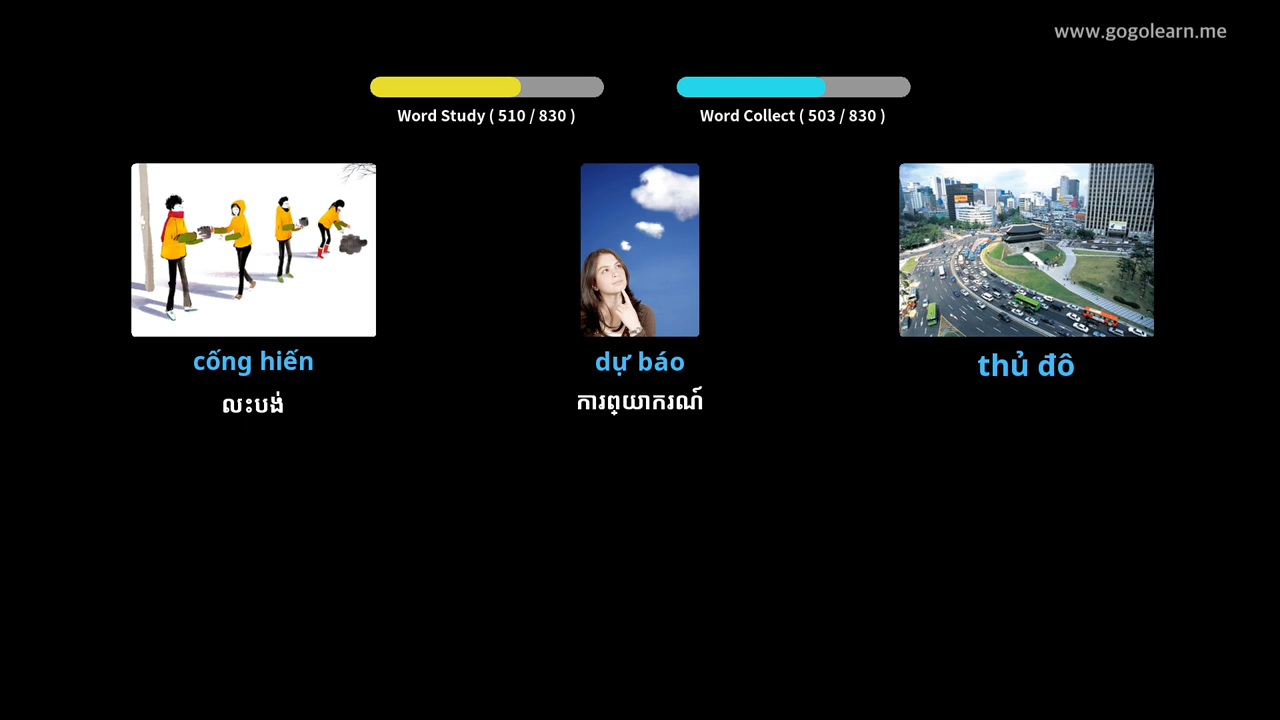 www.gogolearn.me
Word Study ( 510 / 830 )
Word Collect ( 503 / 830 )
cống hiến
dự báo
thủ đô
លះបង់
ការព្យាករណ៍